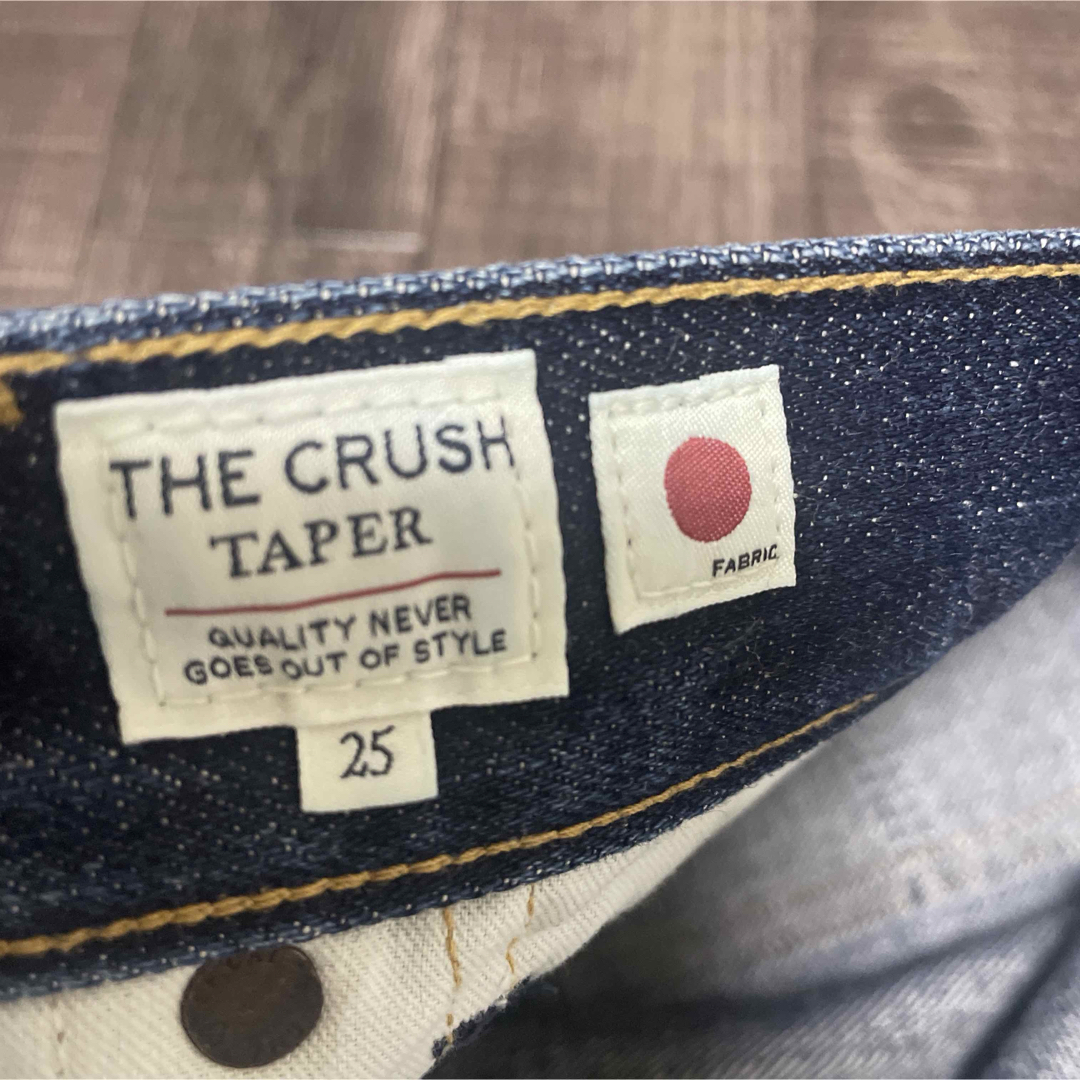 THE CRUSH
TAPER
QUALITY NEVER
GOES OUT OF STYLE
25
FABRIC